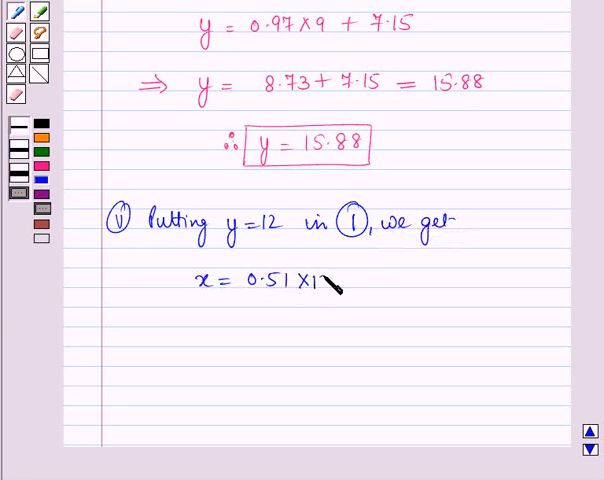 y = 0.97 × 9 + 7.15
⇒ y = 8.73 + 7.15 = 15.88
∴ y = 15.88
(v) Putting y = 12 in (1), we get
x = 0.51 × 1